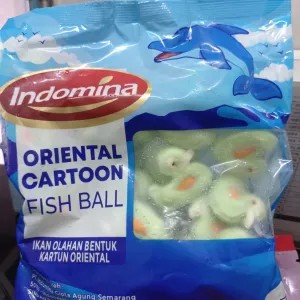 Indomina
ORIENTAL
CARTOON
FISH BALL
IKAN OLAHAN BENTUK
KARTUN ORIENTAL
Agung Semarang